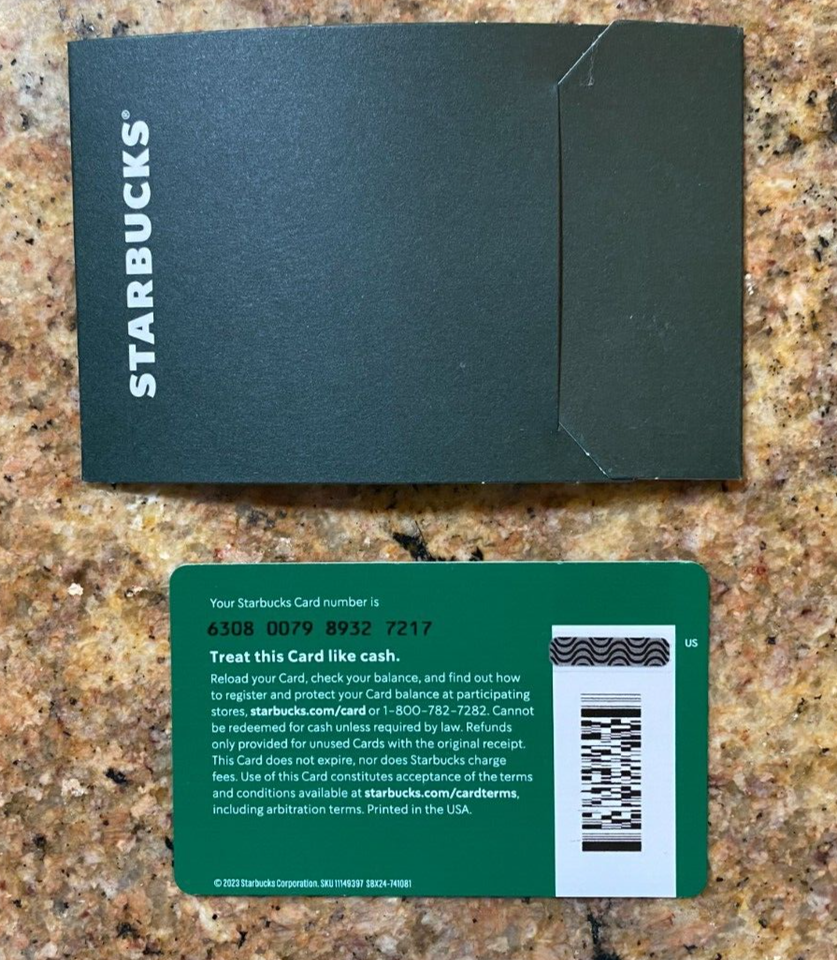 STARBUCKS®
Your Starbucks Card number is
6308 0079 8932 7217
Treat this Card like cash.
Reload your Card, check your balance, and find out how
to register and protect your Card balance at participating
stores, starbucks.com/card or 1-800-782-7282. Cannot
be redeemed for cash unless required by law. Refunds
only provided for unused Cards with the original receipt.
This Card does not expire, nor does Starbucks charge
fees. Use of this Card constitutes acceptance of the terms
and conditions available at starbucks.com/cardterms,
including arbitration terms. Printed in the USA.
© 2023 Starbucks Corporation. SKU 11149397 SBX24-741081
US